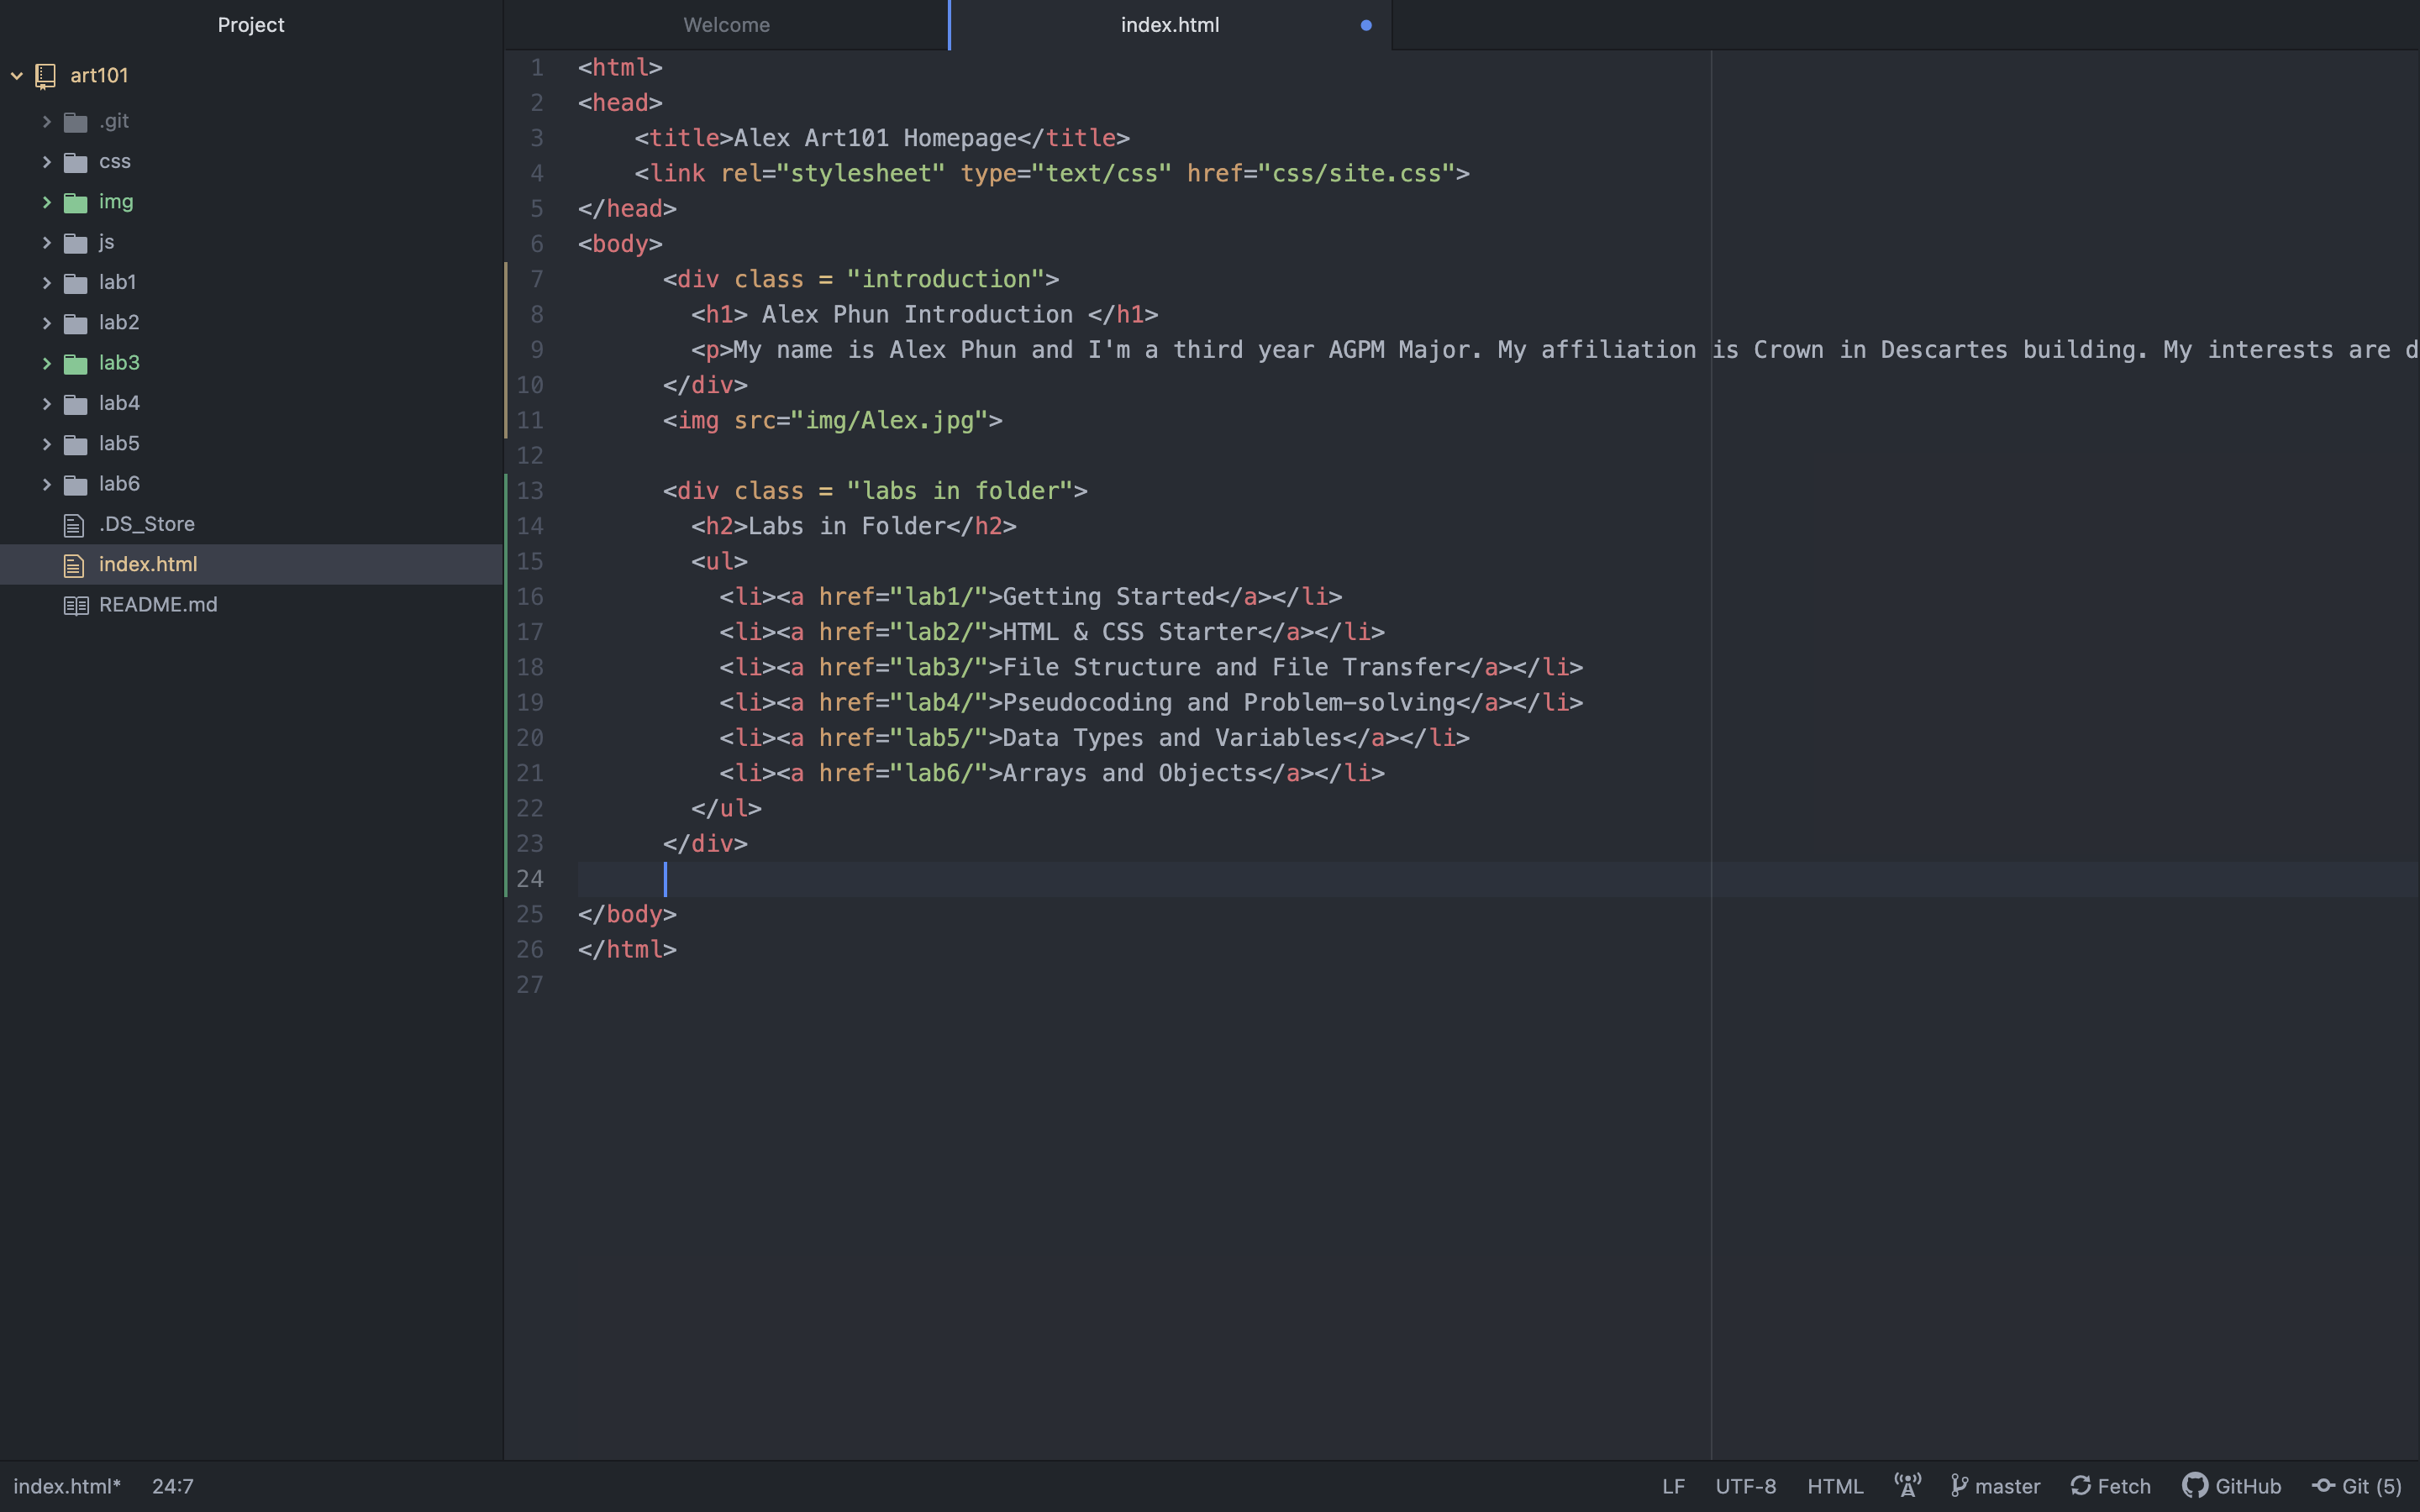 Project
art101
.git
css
img
js
lab1
lab2
lab3
lab4
lab5
lab6
.DS_Store
index.html
README.md
Welcome
index.html
1 <html>
2 <head>
3     <title>Alex Art101 Homepage</title>
4     <link rel="stylesheet" type="text/css" href="css/site.css">
5 </head>
6 <body>
7       <div class = "introduction">
8         <h1> Alex Phun Introduction </h1>
9         <p>My name is Alex Phun and I'm a third year AGPM Major. My affiliation is Crown in Descartes building. My interests are d
10       </div>
11       <img src="img/Alex.jpg">
12
13       <div class = "labs in folder">
14         <h2>Labs in Folder</h2>
15         <ul>
16           <li><a href="lab1/">Getting Started</a></li>
17           <li><a href="lab2/">HTML & CSS Starter</a></li>
18           <li><a href="lab3/">File Structure and File Transfer</a></li>
19           <li><a href="lab4/">Pseudocoding and Problem-solving</a></li>
20           <li><a href="lab5/">Data Types and Variables</a></li>
21           <li><a href="lab6/">Arrays and Objects</a></li>
22         </ul>
23       </div>
24
25 </body>
26 </html>
27
index.html* 24:7 LF UTF-8 HTML master Fetch GitHub Git (5)